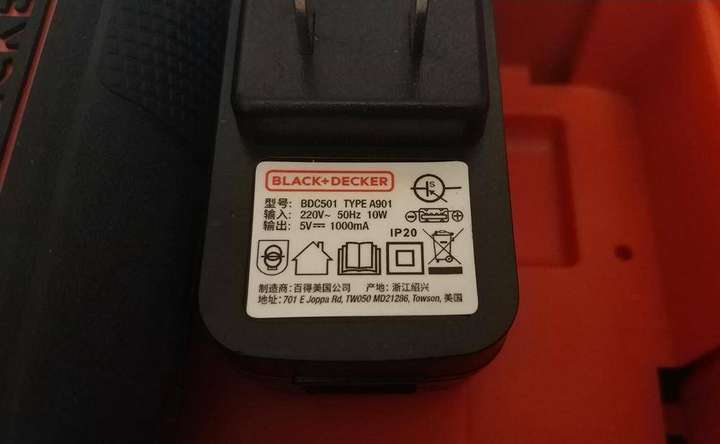 BLACK+DECKER
型号: BDC501 TYPE A901
输入: 220V~ 50Hz 10W
输出: 5V⎓ 1000mA
IP20
制造商: 百得美国公司 产地: 浙江绍兴
地址: 701 E Joppa Rd, TW050 MD21286, Towson, 美国